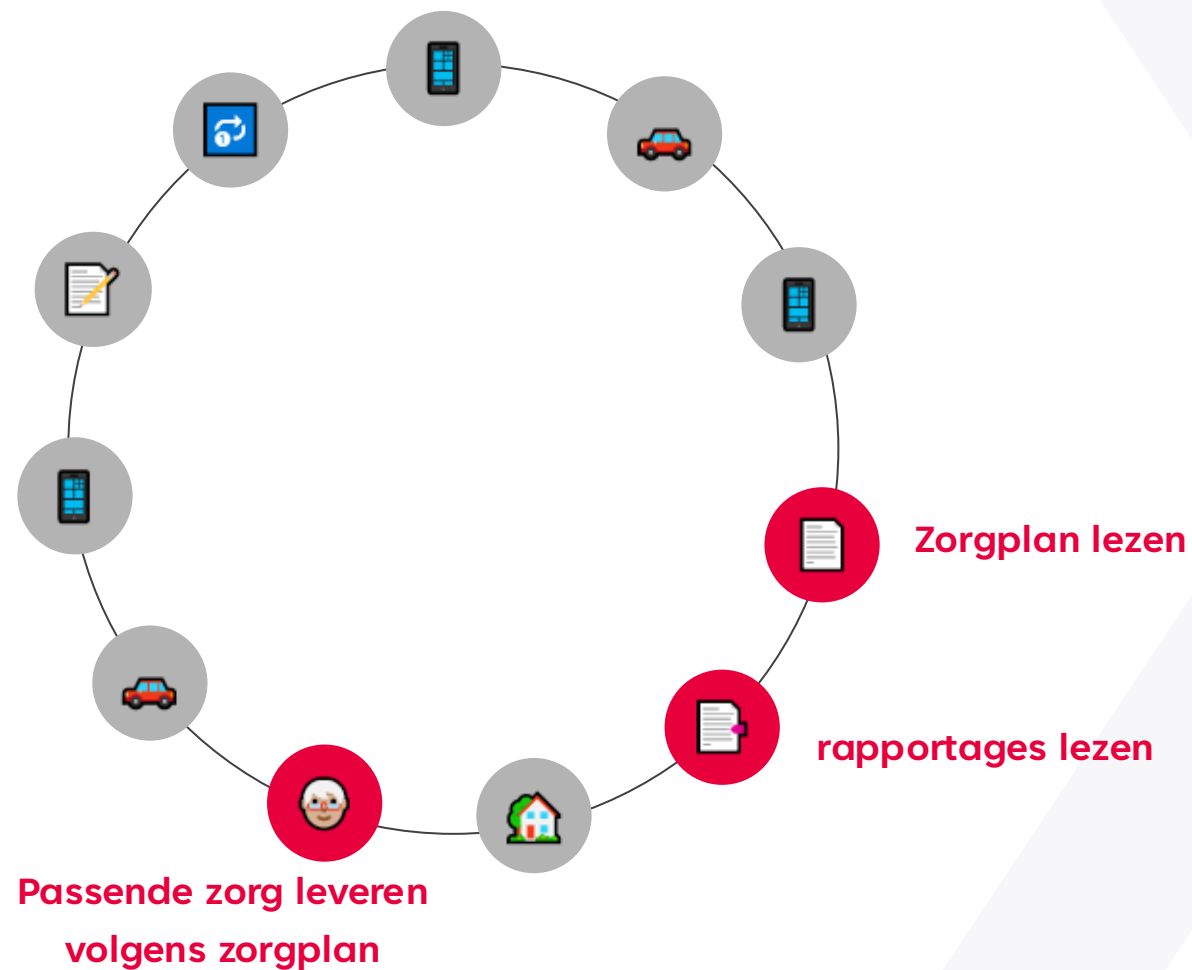 Zorgplan lezen
rapportages lezen
Passende zorg leveren
volgens zorgplan